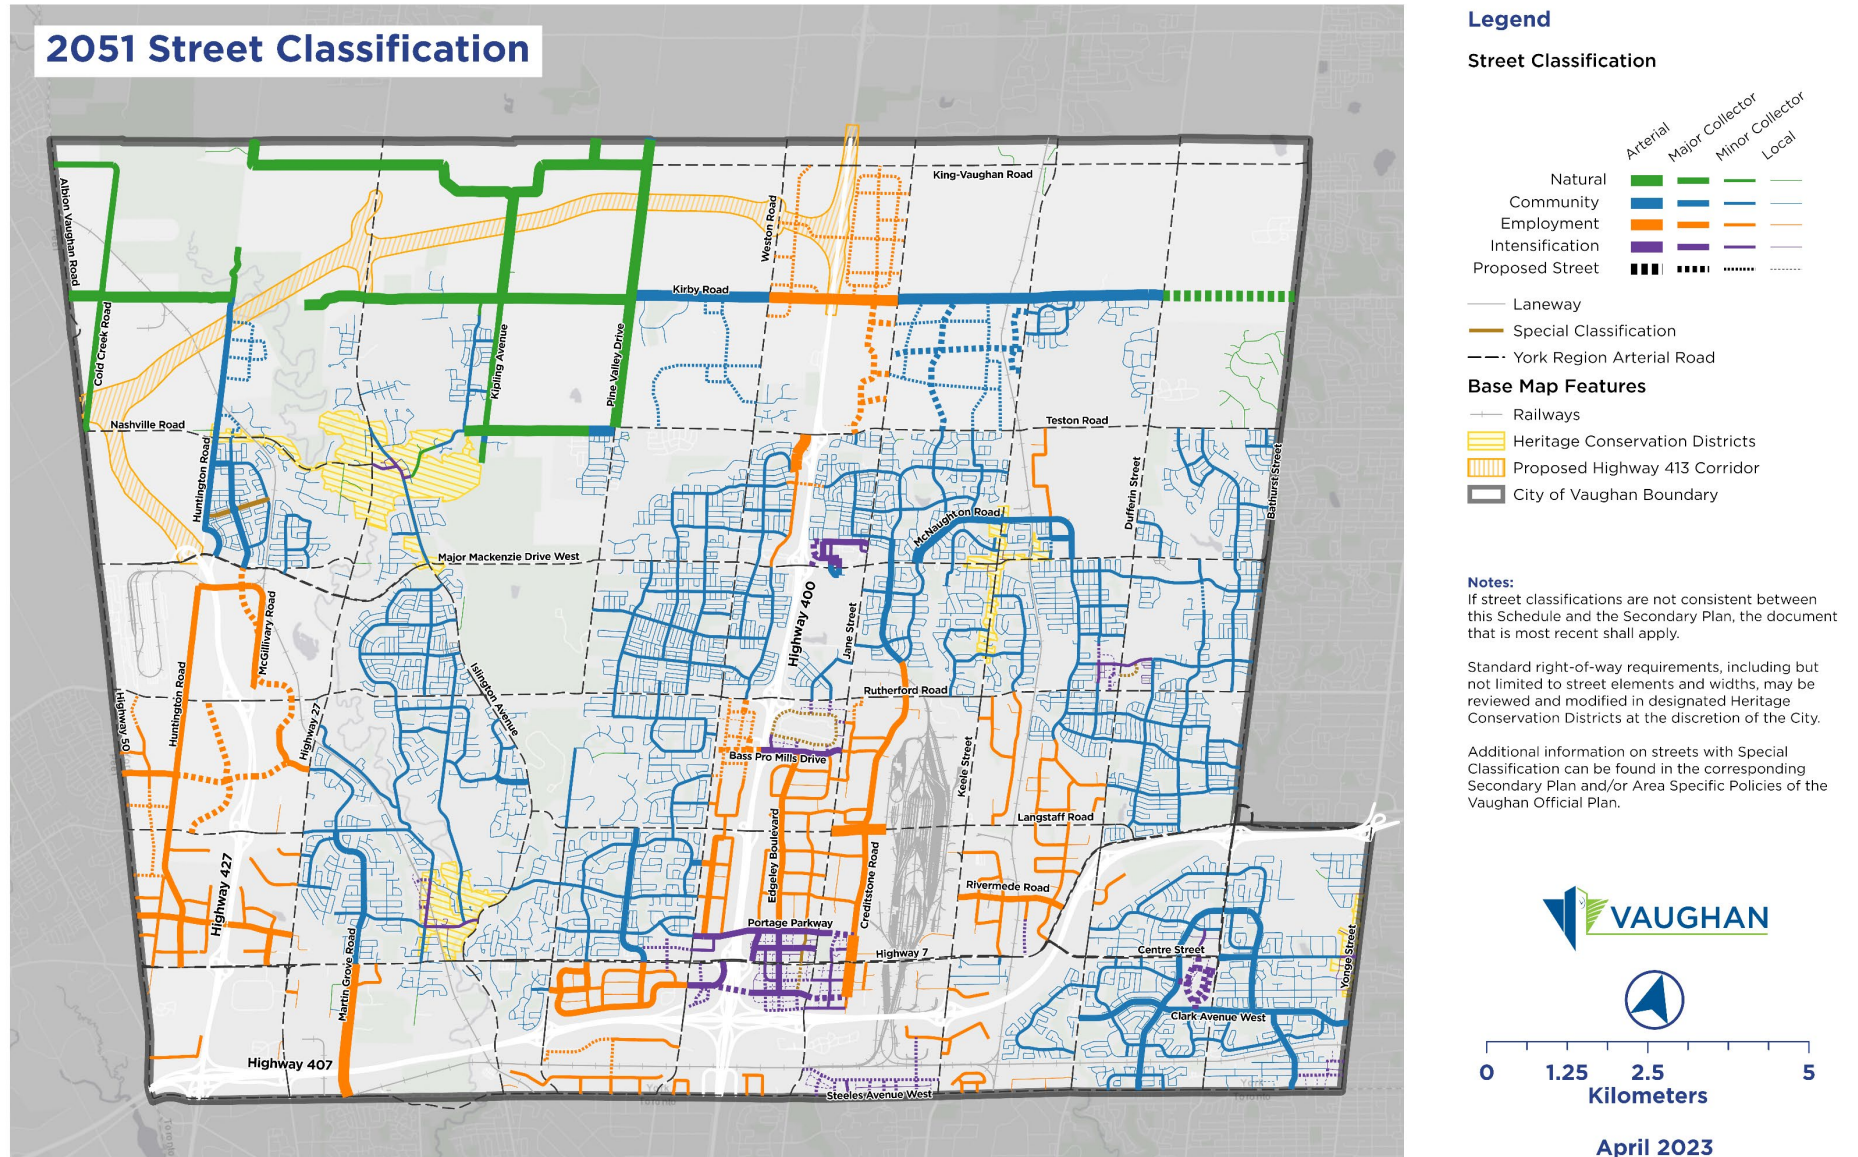 2051 Street Classification
Legend
Street Classification
Arterial
Major Collector
Minor Collector
Local
Natural
Community
Employment
Intensification
Proposed Street
Laneway
Special Classification
York Region Arterial Road
Base Map Features
Railways
Heritage Conservation Districts
Proposed Highway 413 Corridor
City of Vaughan Boundary
Notes:
If street classifications are not consistent between
this Schedule and the Secondary Plan, the document
that is most recent shall apply.
Standard right-of-way requirements, including but
not limited to street elements and widths, may be
reviewed and modified in designated Heritage
Conservation Districts at the discretion of the City.
Additional information on streets with Special
Classification can be found in the corresponding
Secondary Plan and/or Area Specific Policies of the
Vaughan Official Plan.
VAUGHAN
0 1.25 2.5 5
Kilometers
April 2023
King-Vaughan Road
Albion Vaughan Road
Weston Road
Kirby Road
Cold Creek Road
Kipling Avenue
Pine Valley Drive
Nashville Road
Teston Road
Huntington Road
Dufferin Street
Bathurst Street
McNaughton Road
Major Mackenzie Drive West
Highway 400
McGillivary Road
Jane Street
Huntington Road
Islington Avenue
Rutherford Road
Highway 50
Highway 27
Bass Pro Mills Drive
Keele Street
Langstaff Road
Edgeley Boulevard
Highway 427
Creditstone Road
Rivermede Road
Portage Parkway
Highway 7
Centre Street
Martin Grove Road
Yonge Street
Clark Avenue West
Highway 407
Steeles Avenue West
York
Toronto
York
Toronto
Toronto